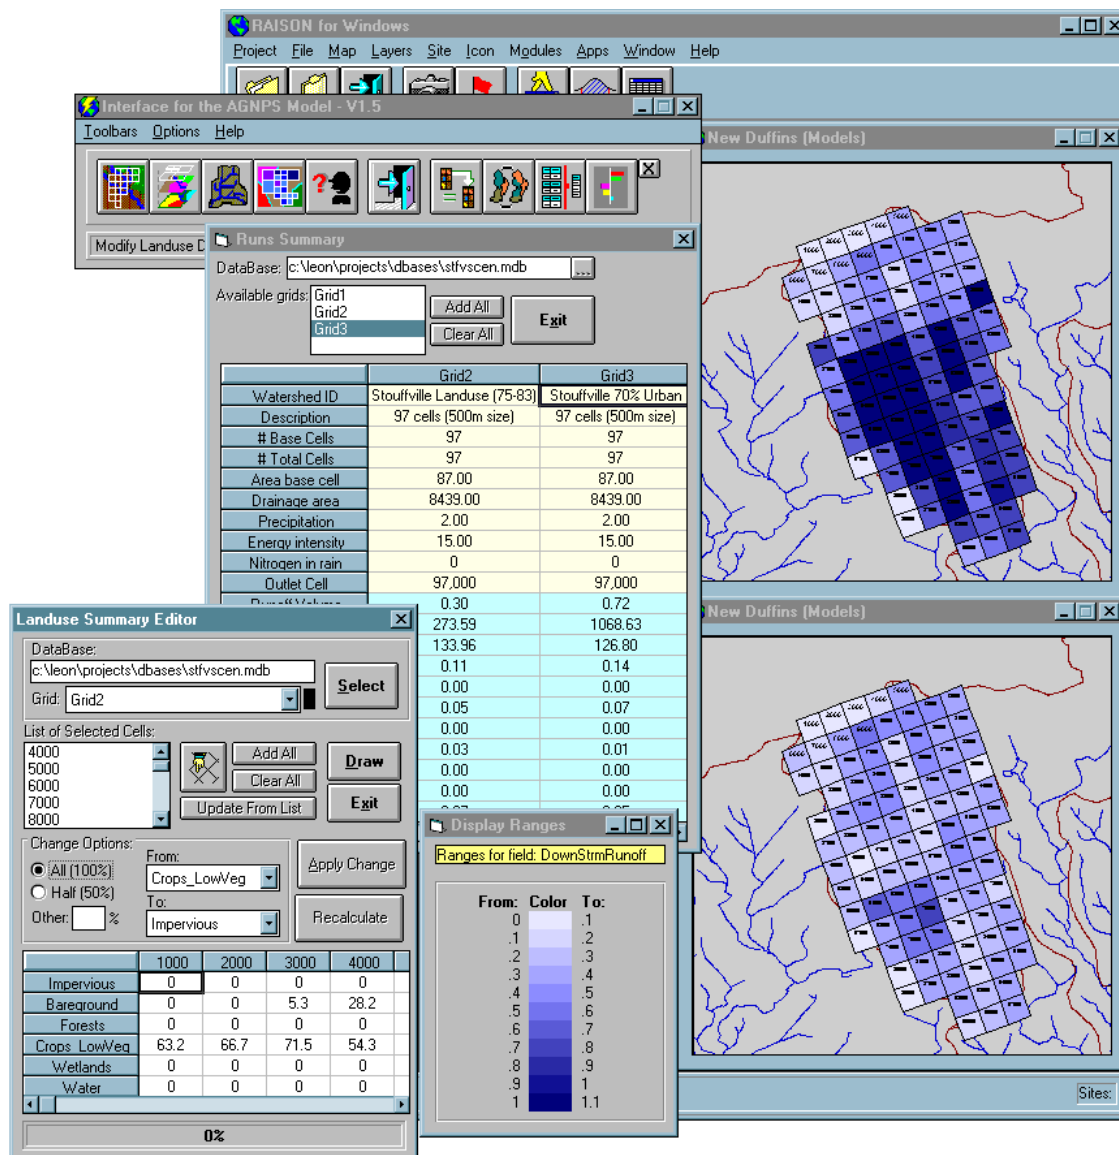 RAISON for Windows
Project File Map Layers Site Icon Modules Apps Window Help
Interface for the AGNPS Model - V1.5
Toolbars Options Help
Modify Landuse D
New Duffins (Models)
Runs Summary
DataBase: c:\leon\projects\dbases\stfvscen.mdb ...
Available grids: Grid1
Grid2
Grid3
Add All
Clear All
Exit
Grid2 Grid3
Watershed ID Stouffville Landuse (75-83) Stouffville 70% Urban
Description 97 cells (500m size) 97 cells (500m size)
# Base Cells 97 97
# Total Cells 97 97
Area base cell 87.00 87.00
Drainage area 8439.00 8439.00
Precipitation 2.00 2.00
Energy intensity 15.00 15.00
Nitrogen in rain 0 0
Outlet Cell 97,000 97,000
Runoff Volume 0.30 0.72
273.59 1068.63
133.96 126.80
0.11 0.14
0.00 0.00
0.05 0.07
0.00 0.00
0.03 0.01
0.00 0.00
0.00 0.00
New Duffins (Models)
Sites:
Landuse Summary Editor
DataBase:
c:\leon\projects\dbases\stfvscen.mdb
Grid: Grid2
Select
List of Selected Cells:
4000
5000
6000
7000
8000
Add All
Clear All
Update From List
Draw
Exit
Change Options:
All (100%)
Half (50%)
Other: %
From:
Crops_LowVeg
To:
Impervious
Apply Change
Recalculate
1000 2000 3000 4000
Impervious 0 0 0 0
Bareground 0 0 5.3 28.2
Forests 0 0 0 0
Crops_LowVeg 63.2 66.7 71.5 54.3
Wetlands 0 0 0 0
Water 0 0 0 0
0%
Display Ranges
Ranges for field: DownStrmRunoff
From: Color To:
0 .1
.1 .2
.2 .3
.3 .4
.4 .5
.5 .6
.6 .7
.7 .8
.8 .9
.9 1
1 1.1